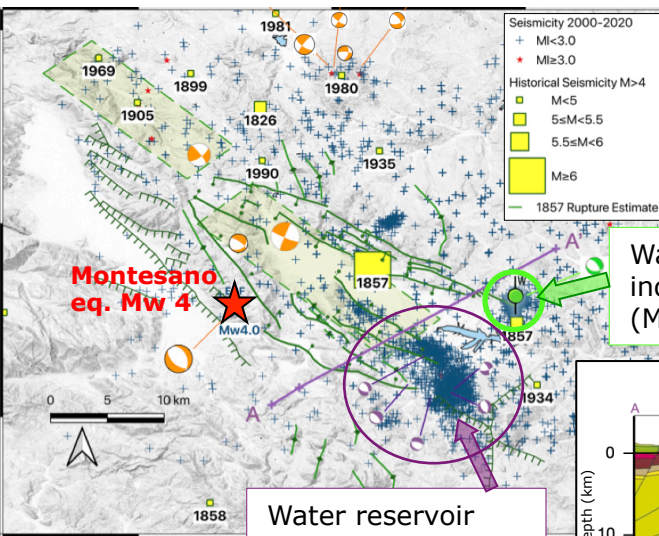 Seismicity 2000-2020
Ml<3.0
Ml≥3.0
Historical Seismicity M>4
M<5
5≤M<5.5
5.5≤M<6
M≥6
1857 Rupture Estimate
1981
1969
1899
1980
1905
1826
1935
1990
A
Montesano
eq. Mw 4
Mw4.0
1857
W
1857
1934
A
0 5 10 km
1858
Water reservoir
A
0
10
(km)